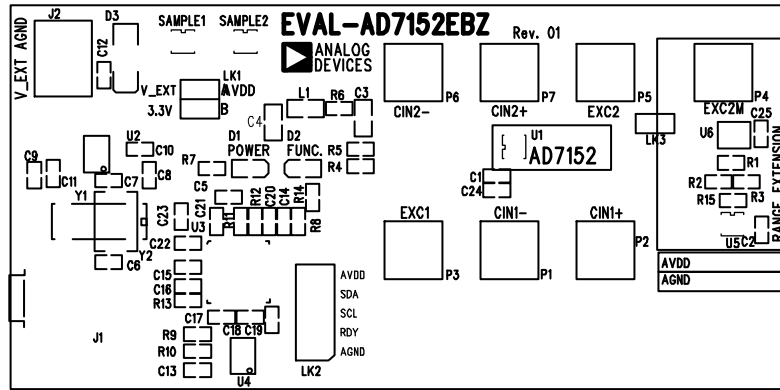 J2
D3
SAMPLE1 SAMPLE2
EVAL-AD7152EBZ
Rev. 01
V_EXT AGND
C12
ANALOG
DEVICES
LK1
V_EXT A AVDD
3.3V B
L1
R6
C3
C4
P6
CIN2-
P7
CIN2+
P5
EXC2
P4
EXC2M
C25
U6
LK3
U1
AD7152
U2
C10
D1
POWER
D2
FUNC.
R5
R4
R7
C9
C11
C7
C8
C5
C1
C24
R1
R2
R3
R15
RANGE EXTENSION
Y1
Y2
C23
C21
U3
R11
R12
C20
C14
R14
R8
C22
C6
C15
C16
R13
EXC1
P3
CIN1-
P1
CIN1+
P2
U5
C2
AVDD
AGND
AVDD
SDA
SCL
RDY
AGND
LK2
C17
C18
C19
R9
R10
C13
U4
J1